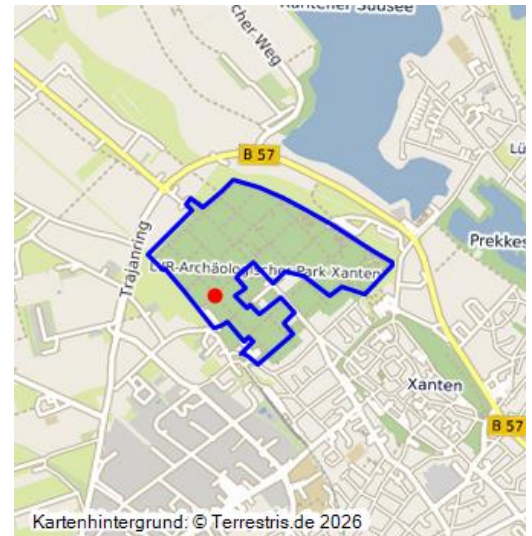 Xantener Südsee
cher Weg
B 57
Lü
Trajanring
LVR-Archäologischer Park Xanten
Prekkes
Xanten
B 57
Kartenhintergrund: © Terrestris.de 2026